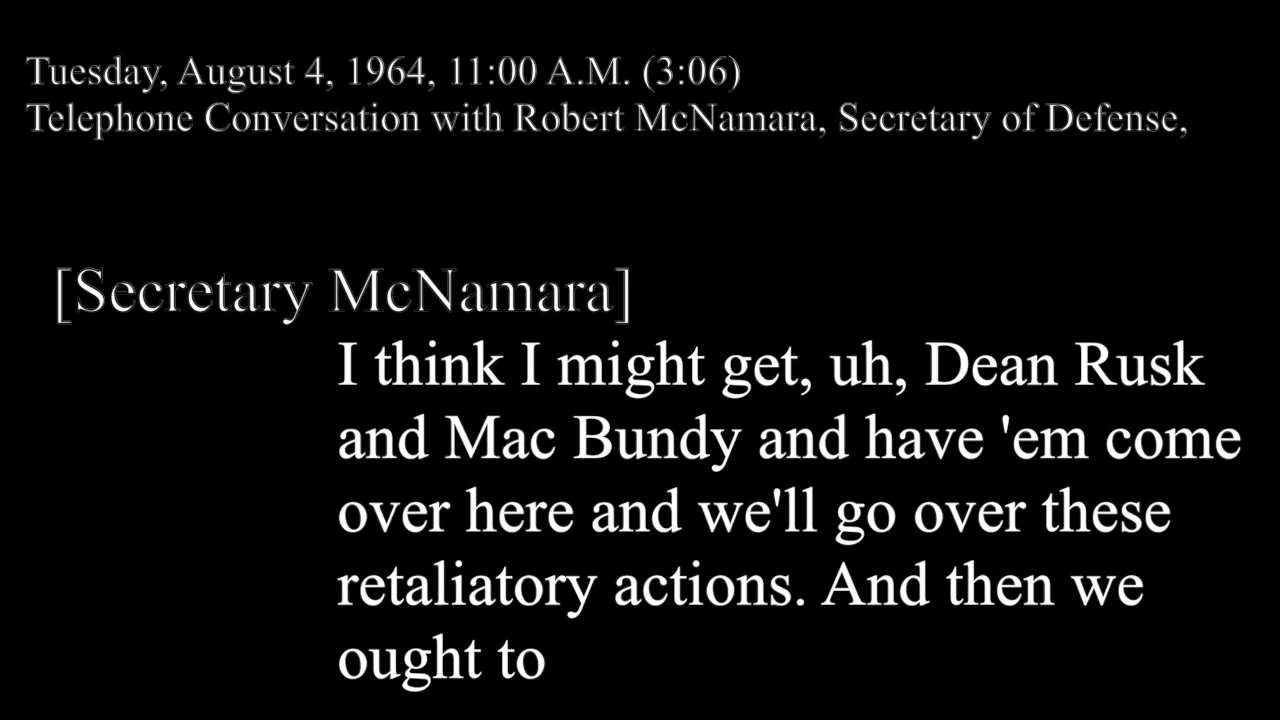 Tuesday, August 4, 1964, 11:00 A.M. (3:06)
Telephone Conversation with Robert McNamara, Secretary of Defense,
[Secretary McNamara]
I think I might get, uh, Dean Rusk
and Mac Bundy and have 'em come
over here and we'll go over these
retaliatory actions. And then we
ought to